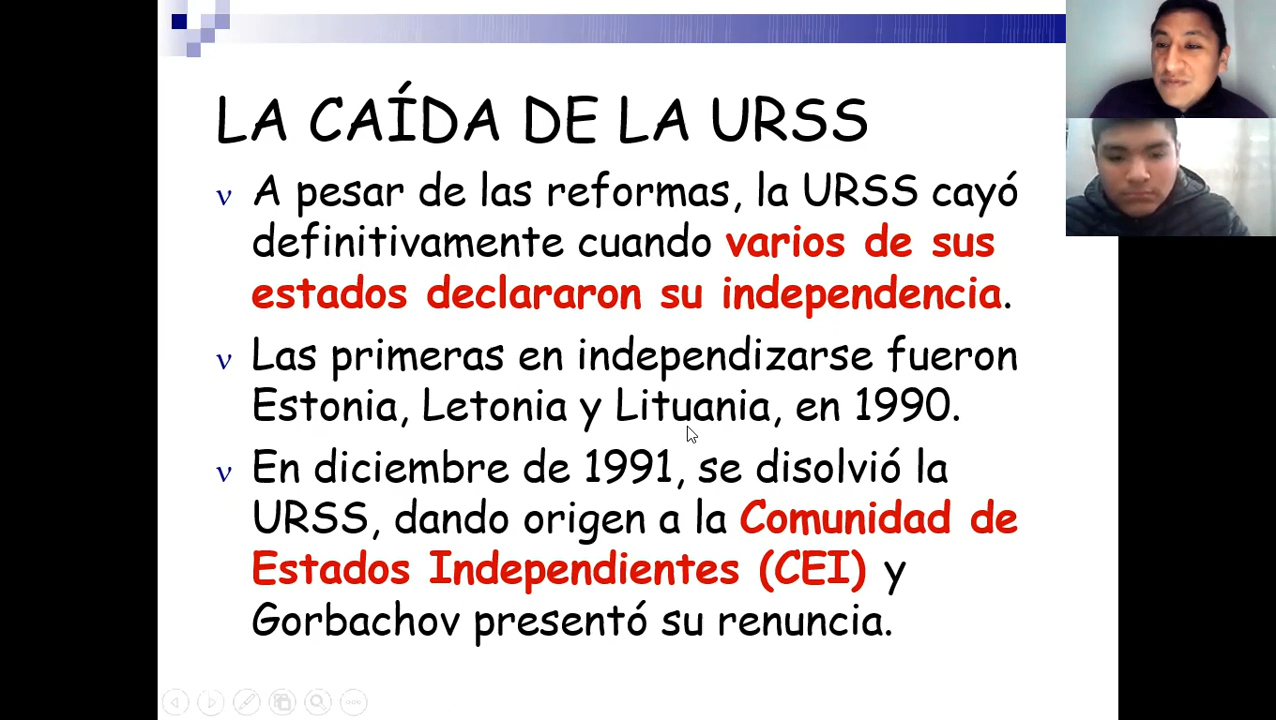 LA CAÍDA DE LA URSS
v A pesar de las reformas, la URSS cayó
definitivamente cuando varios de sus
estados declararon su independencia.
v Las primeras en independizarse fueron
Estonia, Letonia y Lituania, en 1990.
v En diciembre de 1991, se disolvió la
URSS, dando origen a la Comunidad de
Estados Independientes (CEI) y
Gorbachov presentó su renuncia.